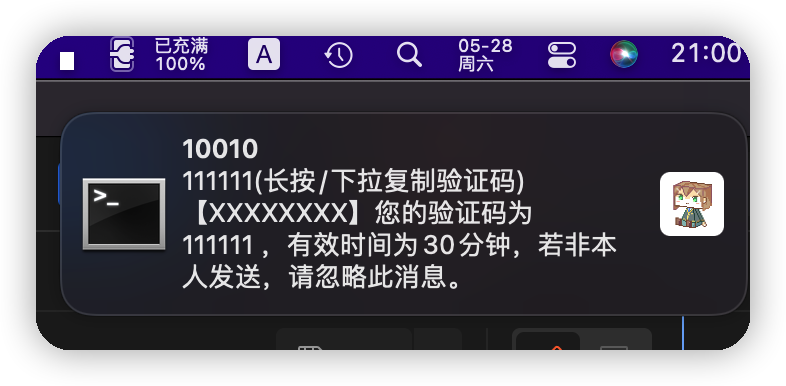 已充满
100%
A
05-28
周六
21:00
10010
>_
111111(长按/下拉复制验证码)
【XXXXXXXX】您的验证码为
111111 ，有效时间为30分钟，若非本
人发送，请忽略此消息。